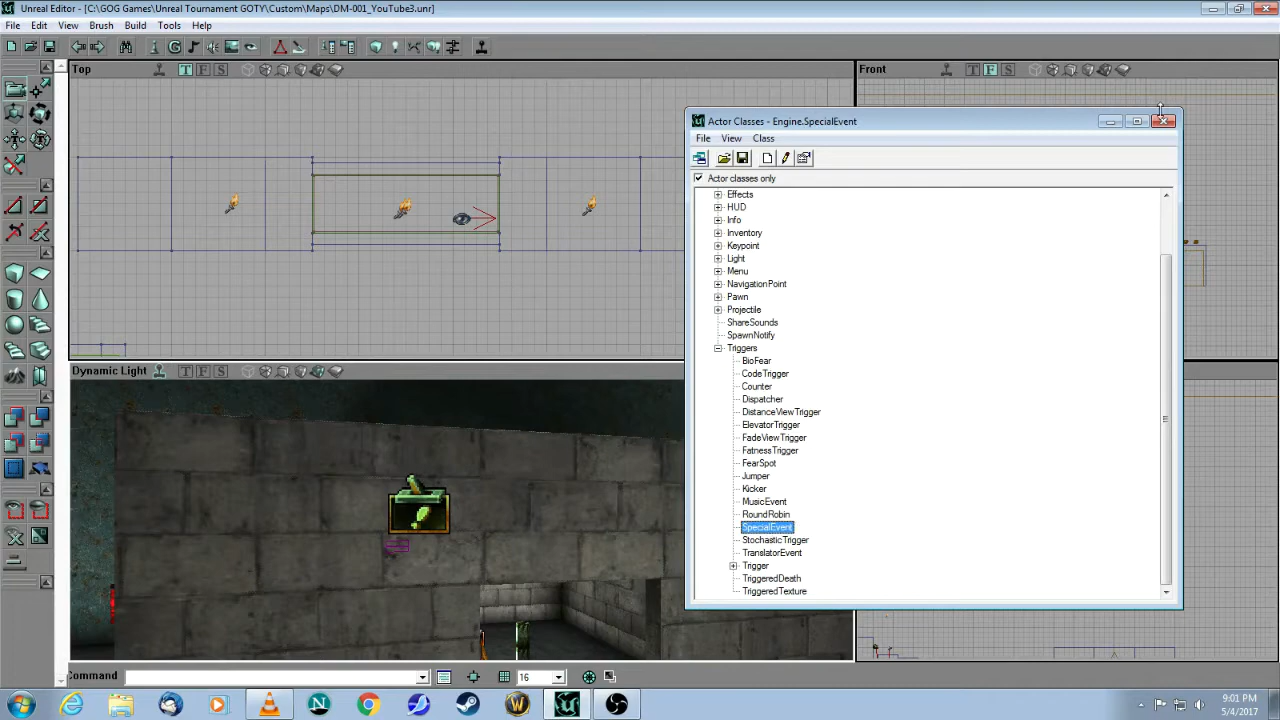 Unreal Editor - [C:\GOG Games\Unreal Tournament GOTY\Custom\Maps\DM-001_YouTube3.unr]
File Edit View Brush Build Tools Help
Top
T F S
Front
T F S
Actor Classes - Engine.SpecialEvent
File View Class
Actor classes only
Effects
HUD
Info
Inventory
Keypoint
Light
Menu
NavigationPoint
Pawn
Projectile
ShareSounds
SpawnNotify
Triggers
BioFear
CodeTrigger
Counter
Dispatcher
DistanceViewTrigger
ElevatorTrigger
FadeViewTrigger
FatnessTrigger
FearSpot
Jumper
Kicker
MusicEvent
RoundRobin
SpecialEvent
StochasticTrigger
TranslatorEvent
Trigger
TriggeredDeath
TriggeredTexture
Dynamic Light
T F S
Command
16
9:01 PM
5/4/2017